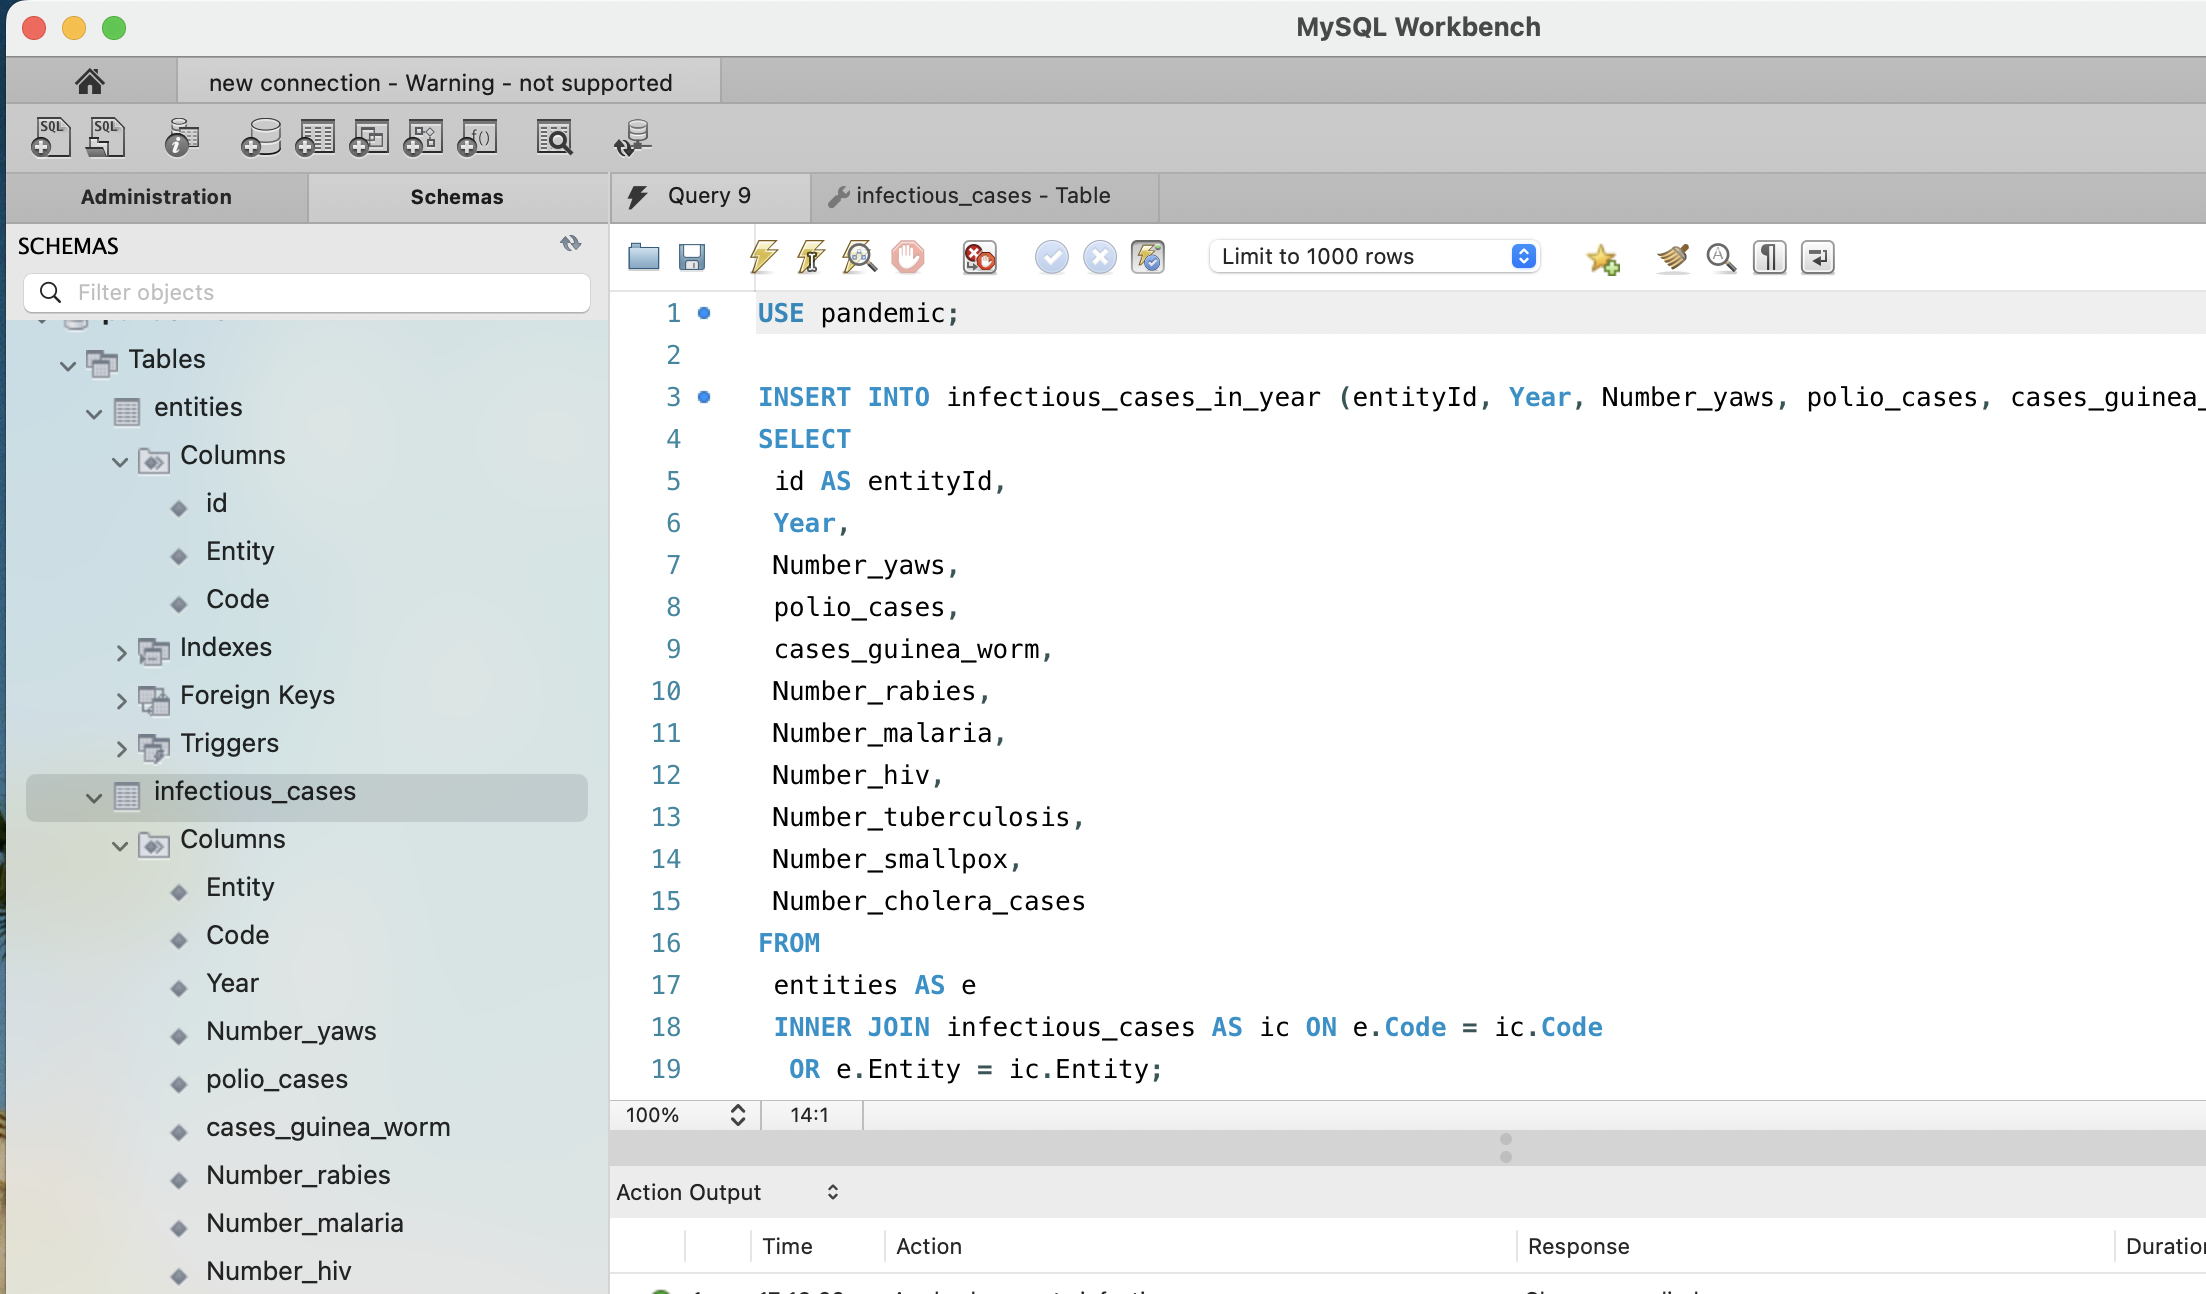 MySQL Workbench
new connection - Warning - not supported
Administration
Schemas
Query 9
infectious_cases - Table
SCHEMAS
Filter objects
Limit to 1000 rows
Tables
entities
Columns
id
Entity
Code
Indexes
Foreign Keys
Triggers
infectious_cases
Columns
Entity
Code
Year
Number_yaws
polio_cases
cases_guinea_worm
Number_rabies
Number_malaria
Number_hiv
1 USE pandemic;
2
3 INSERT INTO infectious_cases_in_year (entityId, Year, Number_yaws, polio_cases, cases_guinea_
4 SELECT
5 id AS entityId,
6 Year,
7 Number_yaws,
8 polio_cases,
9 cases_guinea_worm,
10 Number_rabies,
11 Number_malaria,
12 Number_hiv,
13 Number_tuberculosis,
14 Number_smallpox,
15 Number_cholera_cases
16 FROM
17 entities AS e
18 INNER JOIN infectious_cases AS ic ON e.Code = ic.Code
19 OR e.Entity = ic.Entity;
100% 14:1
Action Output
Time Action Response Duration